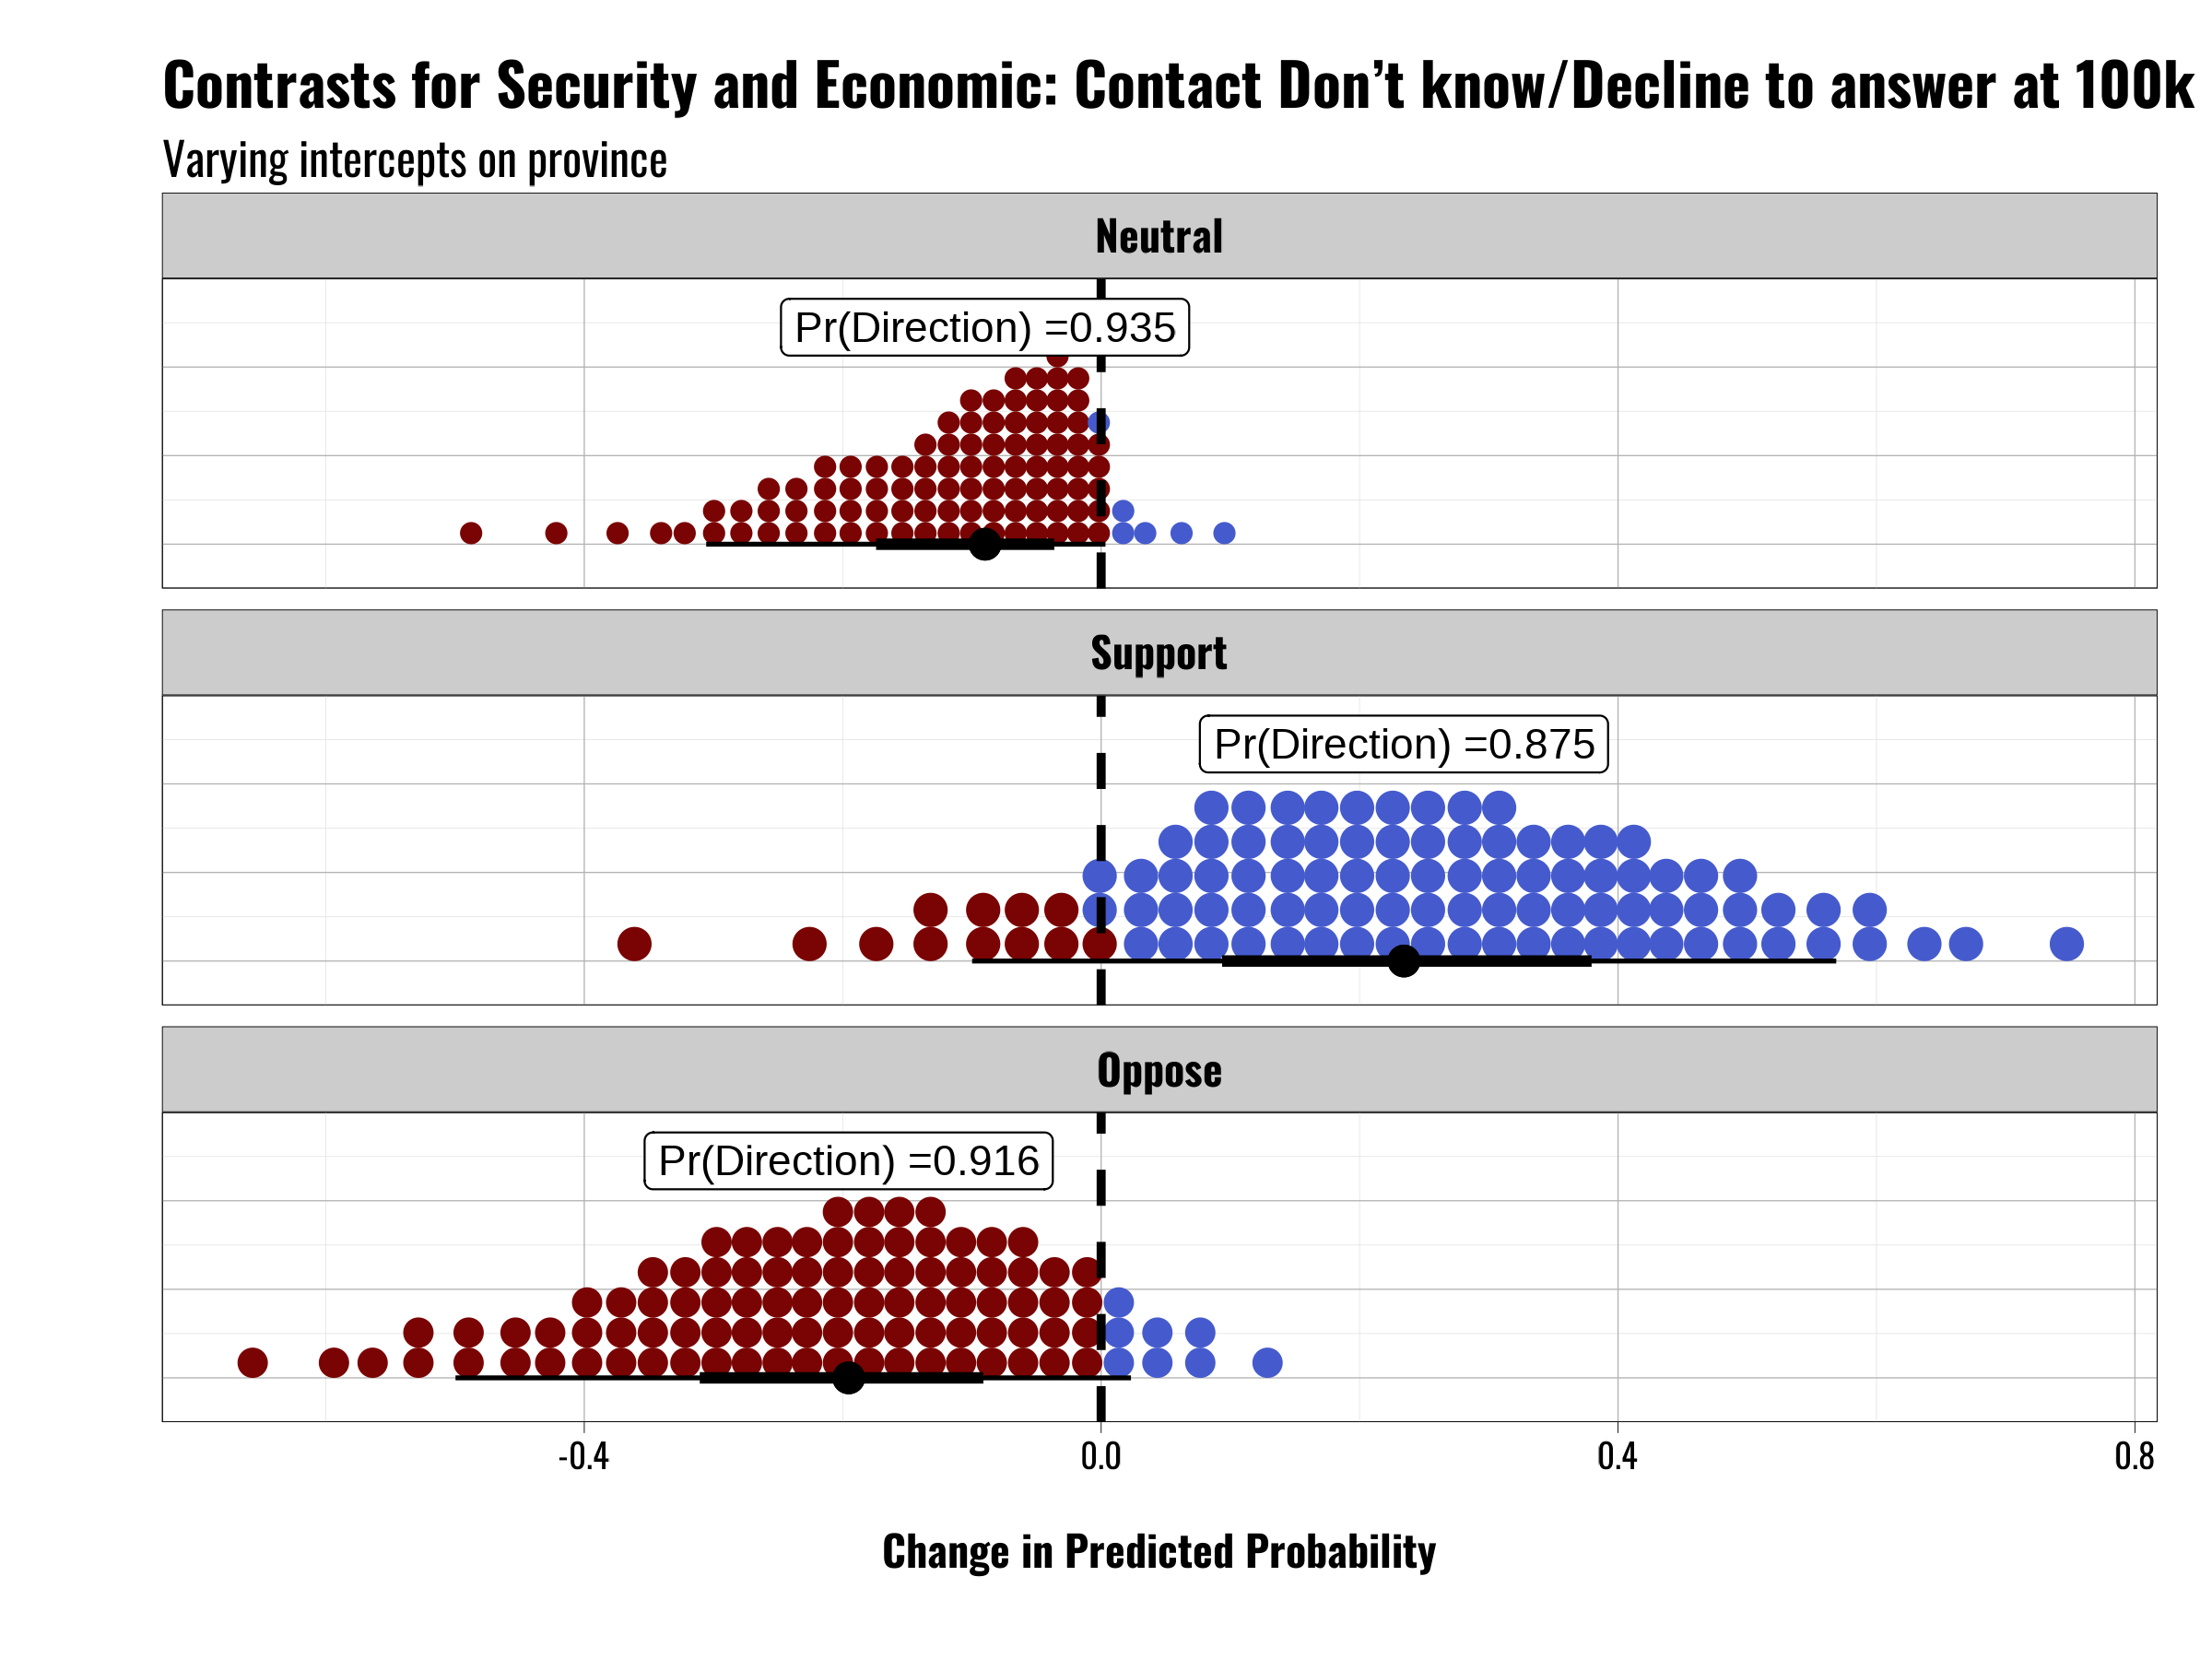 Contrasts for Security and Economic: Contact Don’t know/Decline to answer at 100k
Varying intercepts on province
Neutral
Pr(Direction) =0.935
Support
Pr(Direction) =0.875
Oppose
Pr(Direction) =0.916
-0.4 0.0 0.4 0.8
Change in Predicted Probability